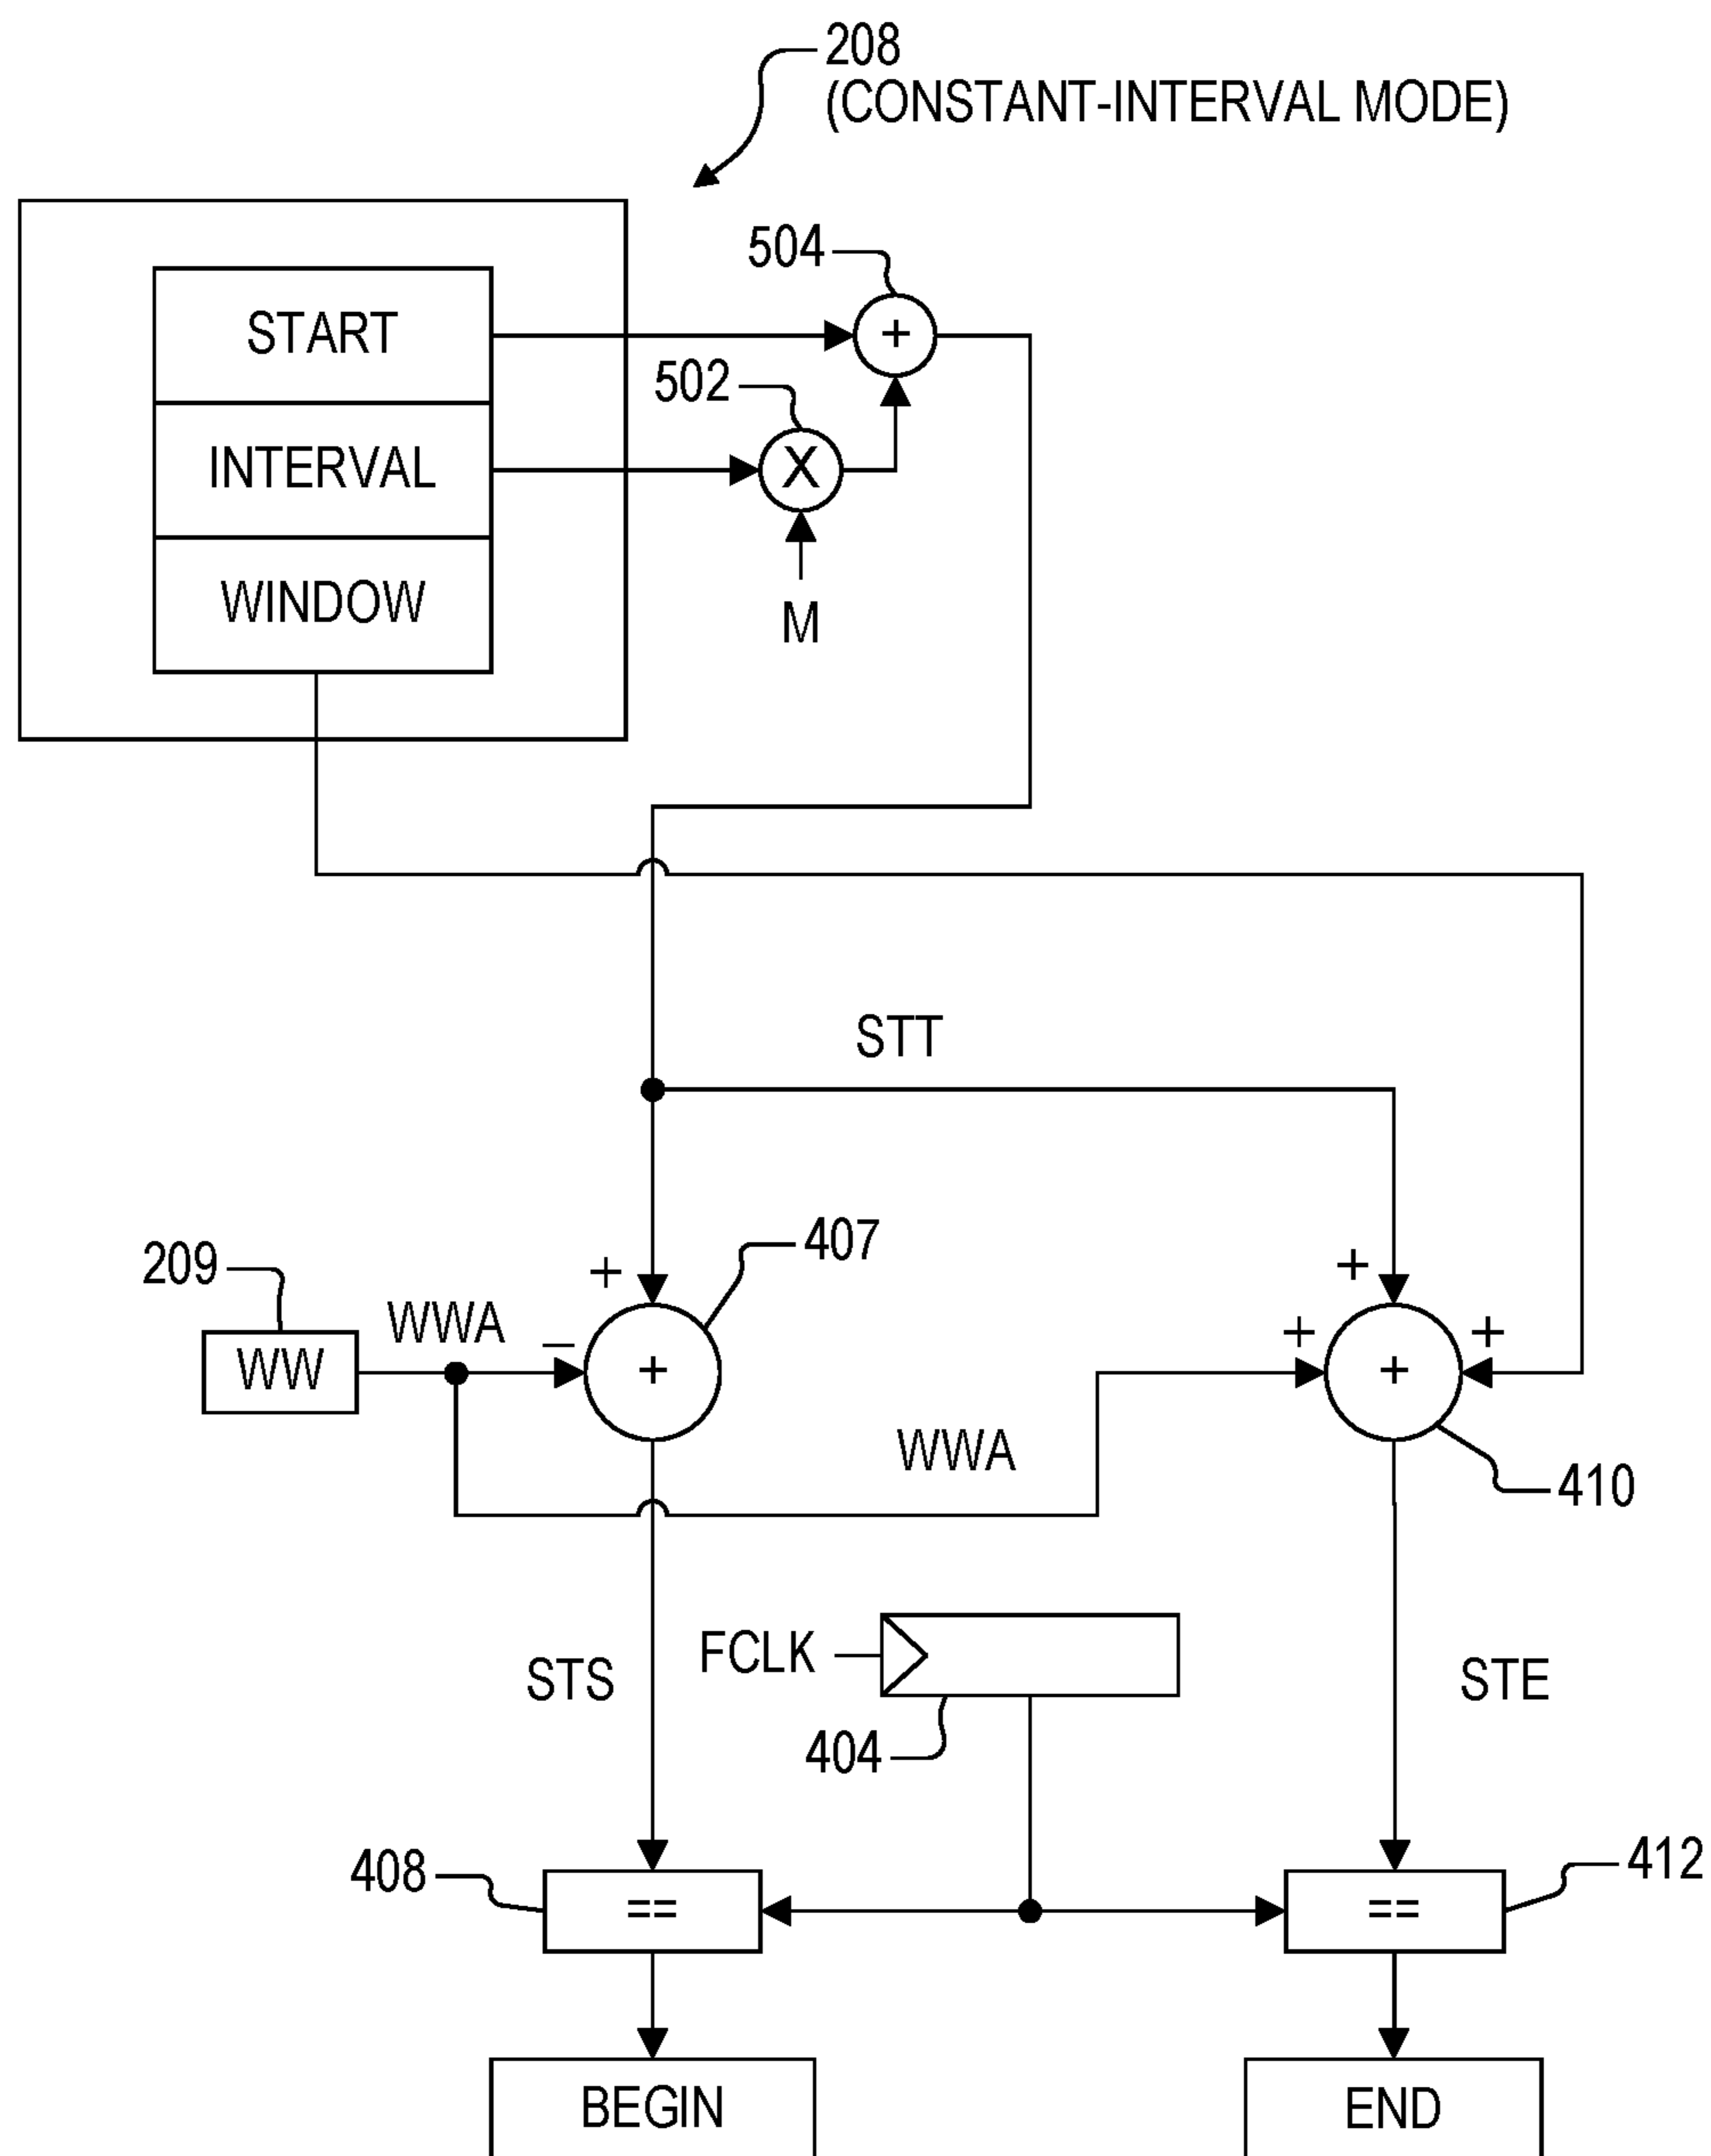 208
(CONSTANT-INTERVAL MODE)
504
START
+
502
INTERVAL
X
WINDOW
M
STT
407
209
+
+
WWA
–
+
+
WW
+
+
WWA
410
FCLK
STS
STE
404
408
412
==
==
BEGIN
END